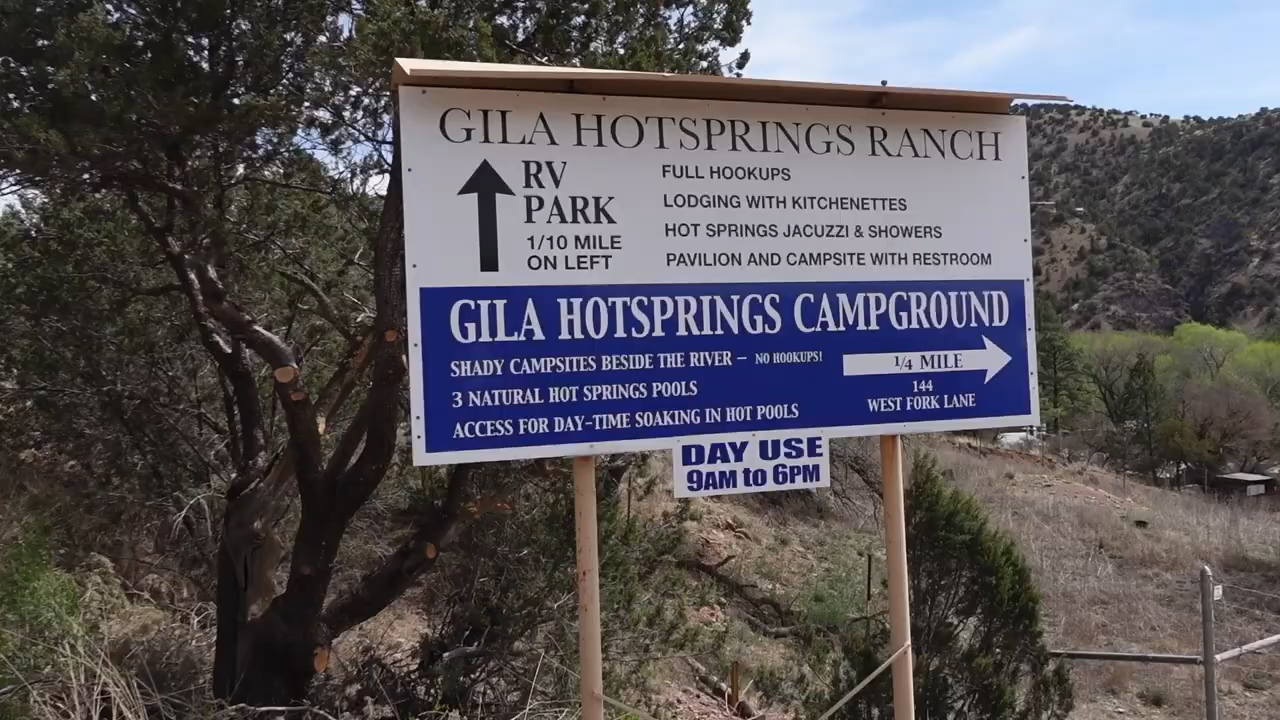 GILA HOTSPRINGS RANCH
RV
PARK
1/10 MILE
ON LEFT
FULL HOOKUPS
LODGING WITH KITCHENETTES
HOT SPRINGS JACUZZI & SHOWERS
PAVILION AND CAMPSITE WITH RESTROOM
GILA HOTSPRINGS CAMPGROUND
SHADY CAMPSITES BESIDE THE RIVER – NO HOOKUPS!
3 NATURAL HOT SPRINGS POOLS
ACCESS FOR DAY-TIME SOAKING IN HOT POOLS
1/4 MILE
144
WEST FORK LANE
DAY USE
9AM to 6PM